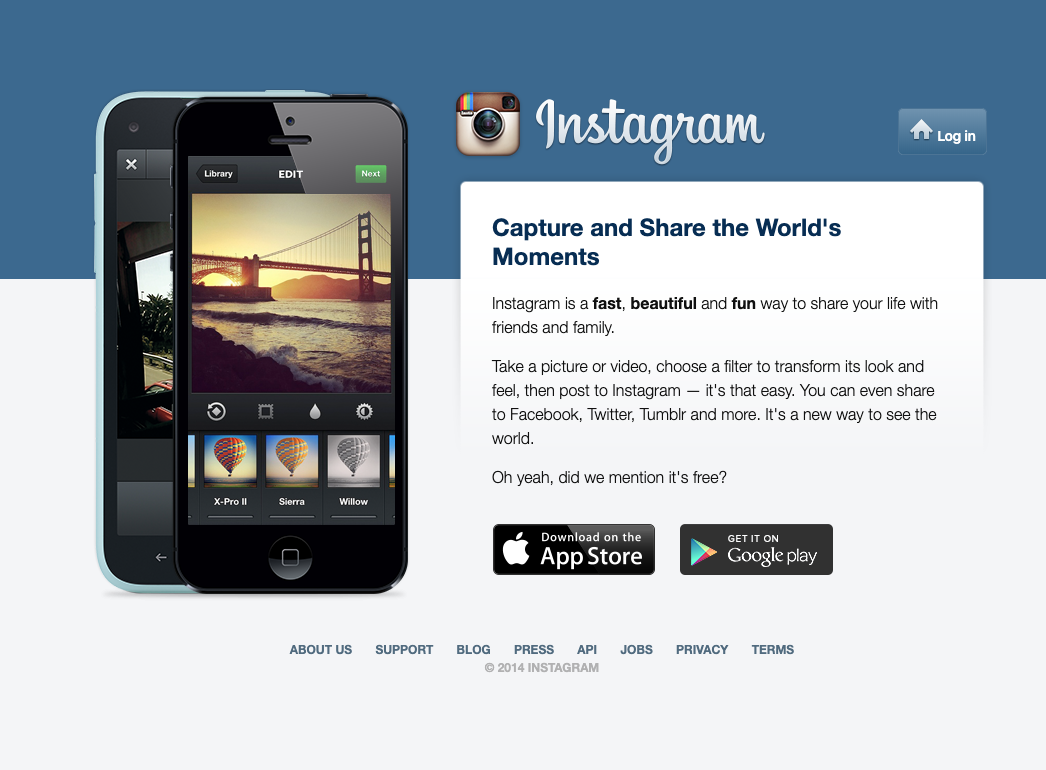 Instagram
Log in
Library
EDIT
Next
X-Pro II
Sierra
Willow
Capture and Share the World's
Moments
Instagram is a fast, beautiful and fun way to share your life with
friends and family.
Take a picture or video, choose a filter to transform its look and
feel, then post to Instagram — it's that easy. You can even share
to Facebook, Twitter, Tumblr and more. It's a new way to see the
world.
Oh yeah, did we mention it's free?
Download on the
App Store
GET IT ON
Google play
ABOUT US SUPPORT BLOG PRESS API JOBS PRIVACY TERMS
© 2014 INSTAGRAM